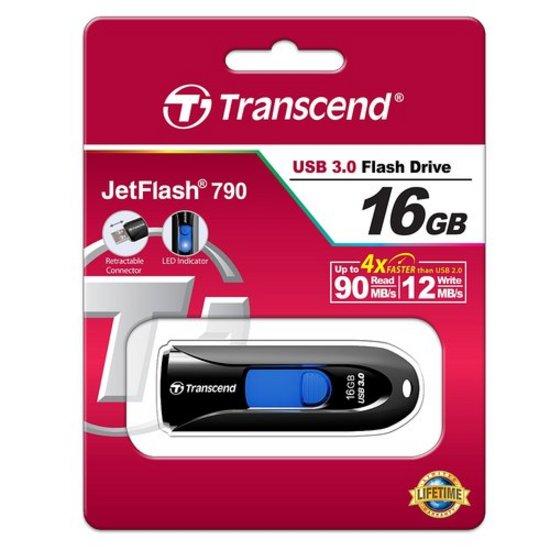 Transcend®
USB 3.0 Flash Drive
JetFlash® 790
16GB
Retractable
Connector
LED Indicator
Up to 4x FASTER than USB 2.0
90 Read MB/s 12 Write MB/s
Transcend
16GB
USB 3.0
LIFETIME